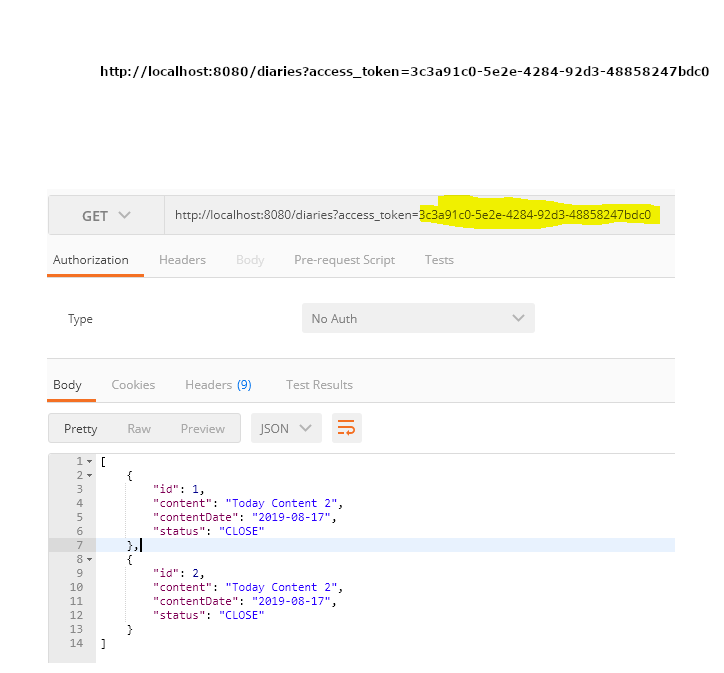 http://localhost:8080/diaries?access_token=3c3a91c0-5e2e-4284-92d3-48858247bdc0
GET http://localhost:8080/diaries?access_token=3c3a91c0-5e2e-4284-92d3-48858247bdc0
Authorization Headers Body Pre-request Script Tests
Type No Auth
Body Cookies Headers (9) Test Results
Pretty Raw Preview JSON
1 [
2 {
3 "id": 1,
4 "content": "Today Content 2",
5 "contentDate": "2019-08-17",
6 "status": "CLOSE"
7 },
8 {
9 "id": 2,
10 "content": "Today Content 2",
11 "contentDate": "2019-08-17",
12 "status": "CLOSE"
13 }
14 ]